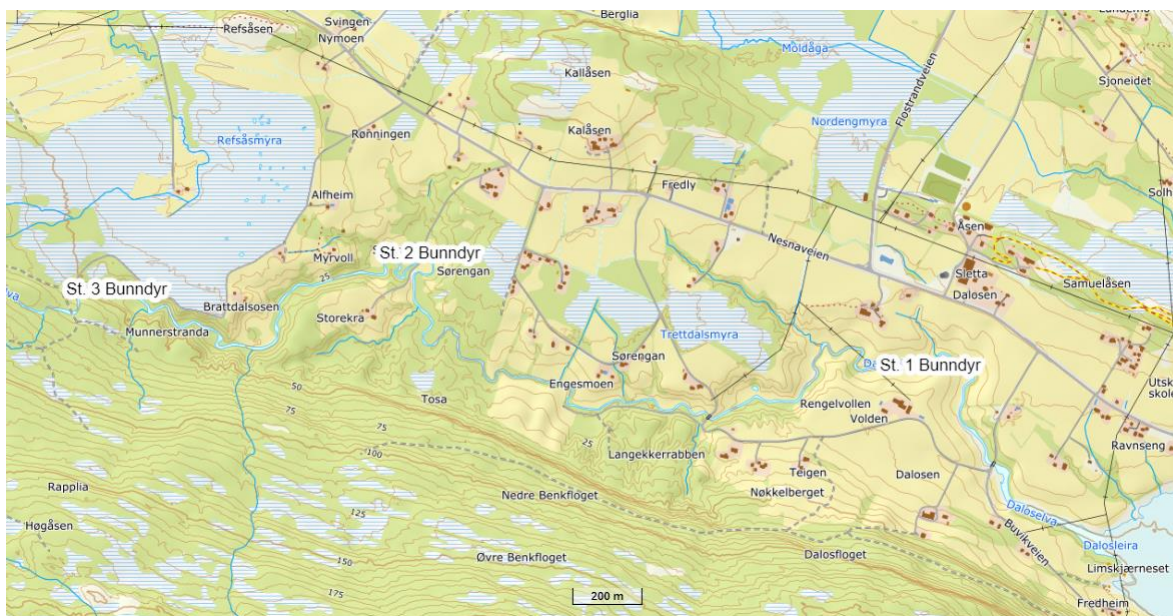 Refsåsen
Svingen
Nymoen
Berglia
Moldåga
Sjoneidet
Kallåsen
Flostrandveien
Nordengmyra
Refsåsmyra
Rønningen
Kalåsen
Alfheim
Fredly
Solh
Åsen
Nesnaveien
Myrvoll
St. 2 Bunndyr
Sørengan
25
Sletta
Samuelåsen
St. 3 Bunndyr
Brattdalsosen
Dalosen
Munnerstranda
Storekra
Trettdalsmyra
Sørengan
St. 1 Bunndyr
Utsk
skole
50
Engesmoen
Tosa
75
Rengelvollen
Volden
25
100
Langekkerrabben
Ravnseng
Teigen
Dalosen
Rapplia
Nedre Benkfloget
Nøkkelberget
Daloselva
125
Høgåsen
Buvikveien
Dalosleira
150
Øvre Benkfloget
Dalosfloget
Limskjærneset
175
200 m
Fredheim